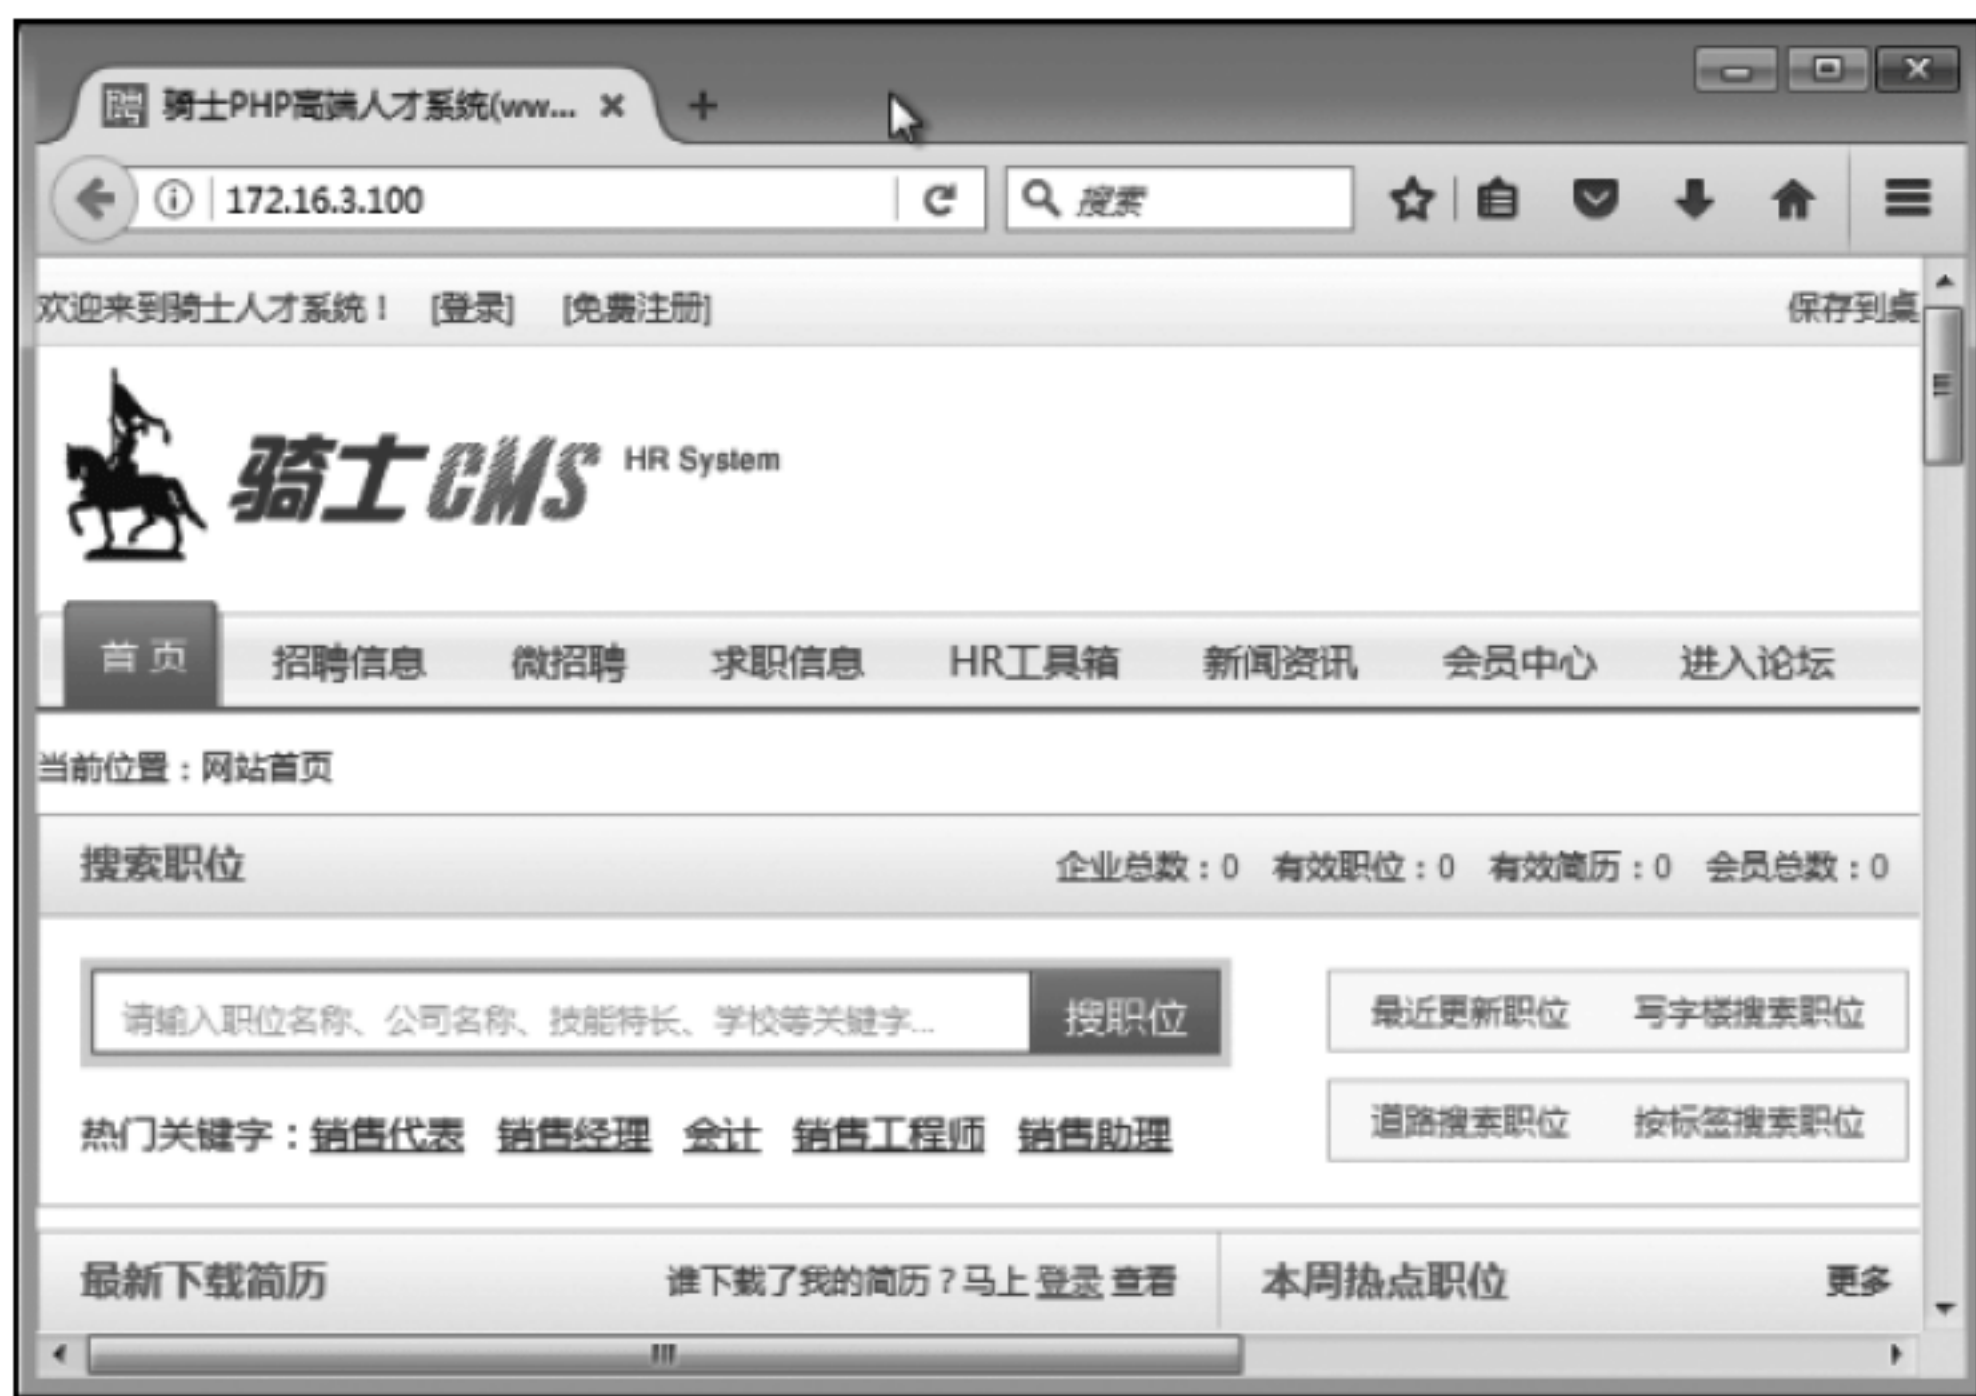 骑士PHP高端人才系统(ww...
172.16.3.100 搜索
欢迎来到骑士人才系统！ [登录] [免费注册] 保存到桌
骑士CMS HR System
首页 招聘信息 微招聘 求职信息 HR工具箱 新闻资讯 会员中心 进入论坛
当前位置：网站首页
搜索职位 企业总数：0 有效职位：0 有效简历：0 会员总数：0
请输入职位名称、公司名称、技能特长、学校等关键字... 搜职位 最近更新职位 写字楼搜索职位
热门关键字：销售代表 销售经理 会计 销售工程师 销售助理 道路搜索职位 按标签搜索职位
最新下载简历 谁下载了我的简历？马上 登录 查看 本周热点职位 更多